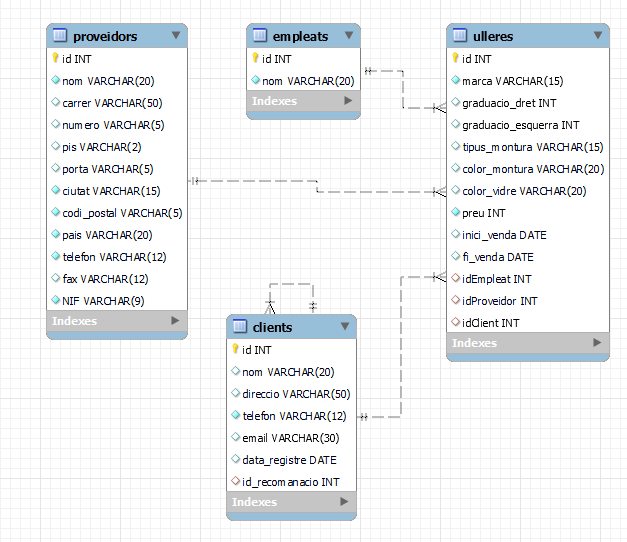 proveidors
id INT
nom VARCHAR(20)
carrer VARCHAR(50)
numero VARCHAR(5)
pis VARCHAR(2)
porta VARCHAR(5)
ciutat VARCHAR(15)
codi_postal VARCHAR(5)
pais VARCHAR(20)
telefon VARCHAR(12)
fax VARCHAR(12)
NIF VARCHAR(9)
Indexes
empleats
id INT
nom VARCHAR(20)
Indexes
ulleres
id INT
marca VARCHAR(15)
graduacio_dret INT
graduacio_esquerra INT
tipus_montura VARCHAR(15)
color_montura VARCHAR(20)
color_vidre VARCHAR(20)
preu INT
inici_venda DATE
fi_venda DATE
idEmpleat INT
idProveidor INT
idClient INT
Indexes
clients
id INT
nom VARCHAR(20)
direccio VARCHAR(50)
telefon VARCHAR(12)
email VARCHAR(30)
data_registre DATE
id_recomanacio INT
Indexes